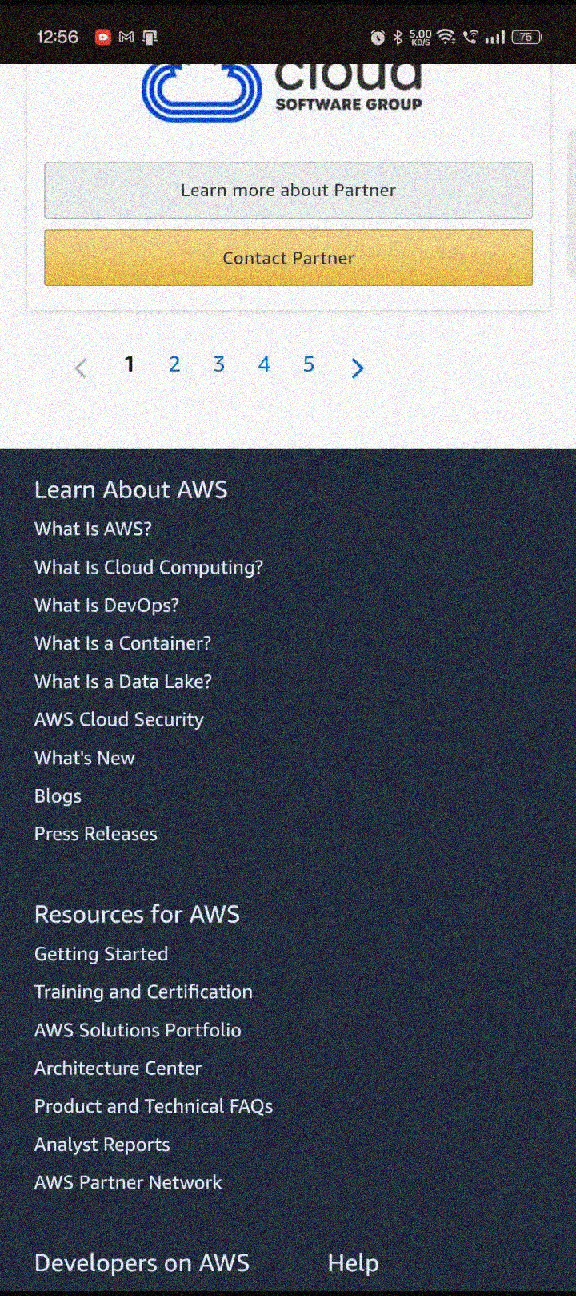 12:56 5.00 KB/S 75
cloud
SOFTWARE GROUP
Learn more about Partner
Contact Partner
1 2 3 4 5
Learn About AWS
What Is AWS?
What Is Cloud Computing?
What Is DevOps?
What Is a Container?
What Is a Data Lake?
AWS Cloud Security
What's New
Blogs
Press Releases
Resources for AWS
Getting Started
Training and Certification
AWS Solutions Portfolio
Architecture Center
Product and Technical FAQs
Analyst Reports
AWS Partner Network
Developers on AWS Help